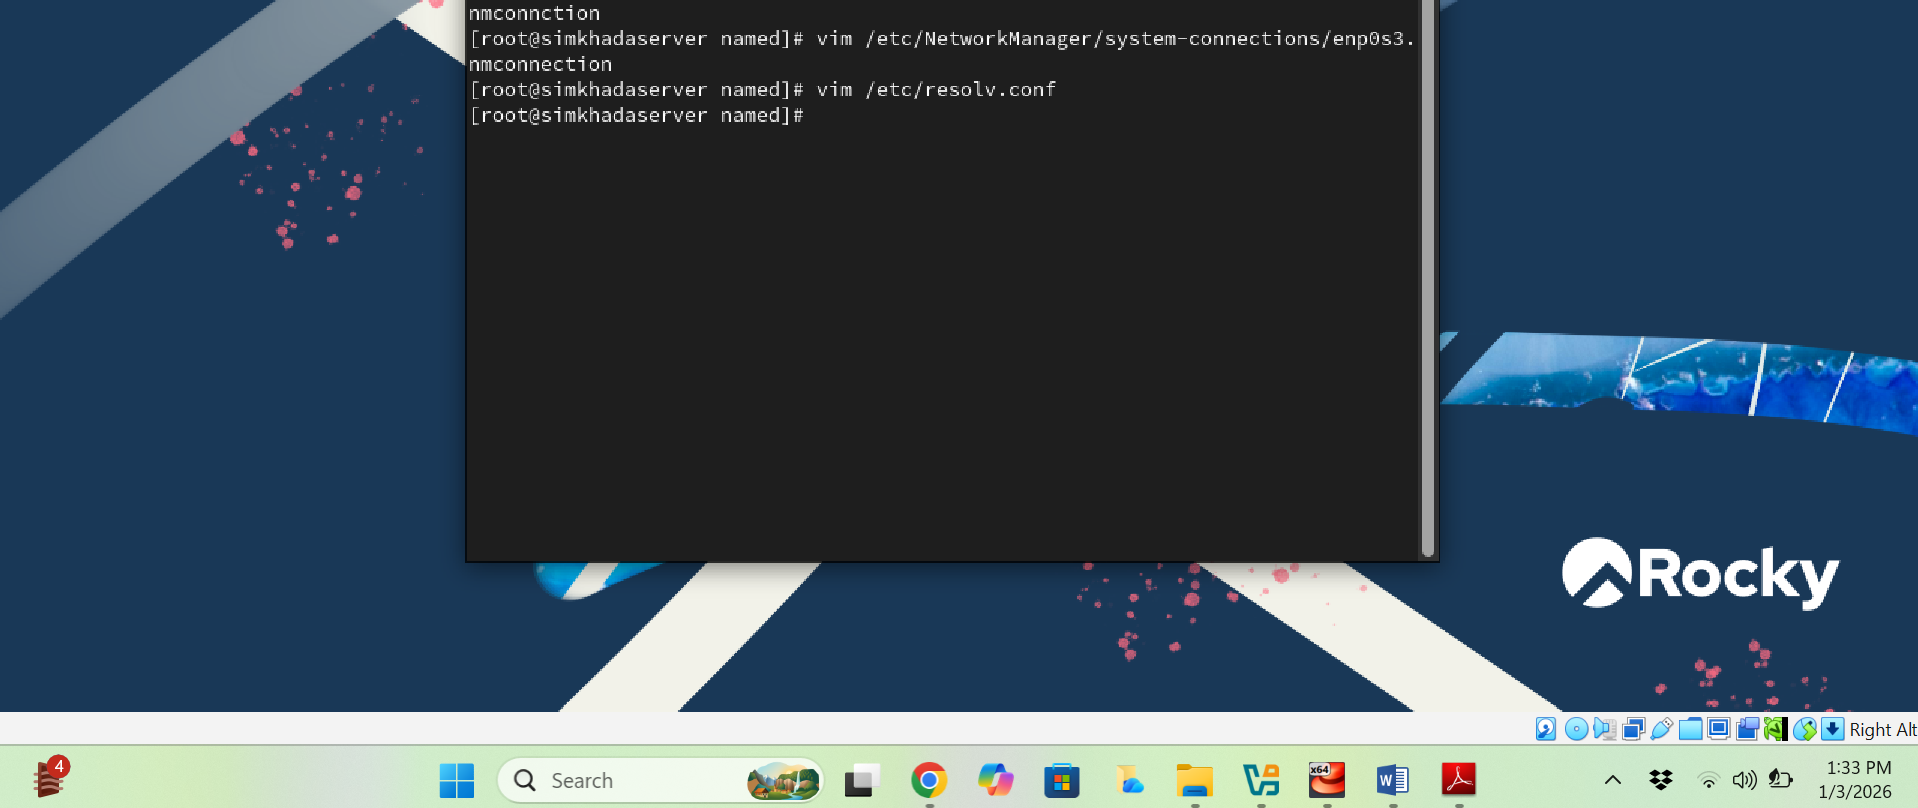 nmconnction
[root@simkhadaserver named]# vim /etc/NetworkManager/system-connections/enp0s3.
nmconnection
[root@simkhadaserver named]# vim /etc/resolv.conf
[root@simkhadaserver named]#
Rocky
Right Alt
4
Search
x64
W
1:33 PM
1/3/2026